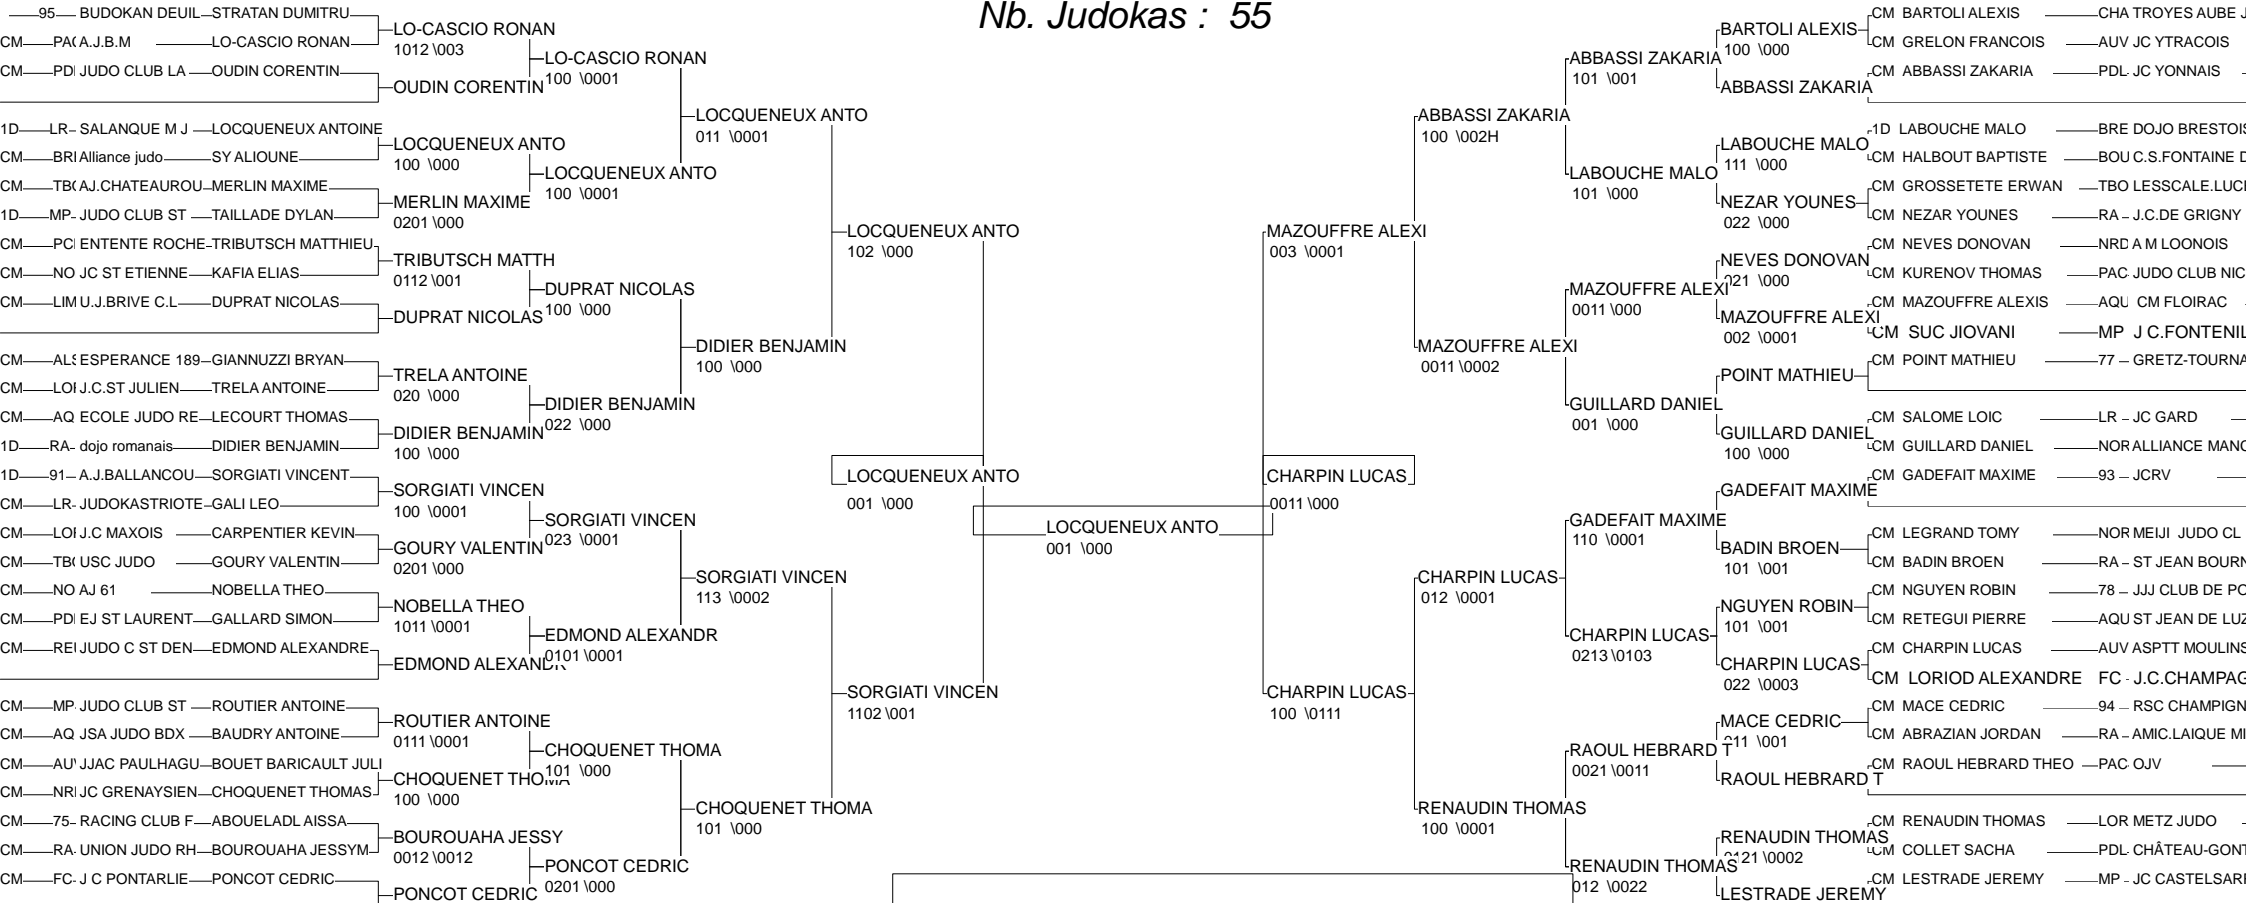 Nb. Judokas : 55
95 BUDOKAN DEUIL STRATAN DUMITRU
CM PA( A.J.B.M LO-CASCIO RONAN
CM PD JUDO CLUB LA OUDIN CORENTIN
1D LR- SALANQUE M J LOCQUENEUX ANTOINE
CM BRI Alliance judo SY ALIOUNE
CM TB( AJ.CHATEAUROU MERLIN MAXIME
1D MP- JUDO CLUB ST TAILLADE DYLAN
CM PC ENTENTE ROCHE TRIBUTSCH MATTHIEU
CM NO JC ST ETIENNE KAFIA ELIAS
CM LIM U.J.BRIVE C.L DUPRAT NICOLAS
CM ALS ESPERANCE 189 GIANNUZZI BRYAN
CM LOI J.C.ST JULIEN TRELA ANTOINE
CM AQ ECOLE JUDO RE LECOURT THOMAS
1D RA- dojo romanais DIDIER BENJAMIN
1D 91 A.J.BALLANCOU SORGIATI VINCENT
CM LR- JUDOKASTRIOTE GALI LEO
CM LOI J.C MAXOIS CARPENTIER KEVIN
CM TB( USC JUDO GOURY VALENTIN
CM NO AJ 61 NOBELLA THEO
CM PD EJ ST LAURENT GALLARD SIMON
CM REI JUDO C ST DEN EDMOND ALEXANDRE
CM MP- JUDO CLUB ST ROUTIER ANTOINE
CM AQ JSA JUDO BDX BAUDRY ANTOINE
CM AU JJAC PAULHAGU BOUET BARICAULT JULI
CM NRI JC GRENAYSIEN CHOQUENET THOMAS
CM 75- RACING CLUB F ABOUELADL AISSA
CM RA- UNION JUDO RH BOUROUAHA JESSYM
CM FC- J C PONTARLIE PONCOT CEDRIC
LO-CASCIO RONAN
1012 \003
OUDIN CORENTIN
LOCQUENEUX ANTO
100 \000
MERLIN MAXIME
0201 \000
TRIBUTSCH MATTH
0112 \001
DUPRAT NICOLAS
TRELA ANTOINE
020 \000
DIDIER BENJAMIN
100 \000
SORGIATI VINCEN
100 \0001
GOURY VALENTIN
0201 \000
NOBELLA THEO
1011 \0001
EDMOND ALEXANDR
ROUTIER ANTOINE
0111 \0001
CHOQUENET THOMA
100 \000
BOUROUAHA JESSY
0012 \0012
PONCOT CEDRIC
LO-CASCIO RONAN
100 \0001
LOCQUENEUX ANTO
100 \0001
DUPRAT NICOLAS
100 \000
DIDIER BENJAMIN
022 \000
SORGIATI VINCEN
023 \0001
EDMOND ALEXANDR
0101 \0001
CHOQUENET THOMA
101 \000
PONCOT CEDRIC
0201 \000
LOCQUENEUX ANTO
011 \0001
DIDIER BENJAMIN
100 \000
SORGIATI VINCEN
113 \0002
CHOQUENET THOMA
101 \000
LOCQUENEUX ANTO
102 \000
SORGIATI VINCEN
1102 \001
LOCQUENEUX ANTO
001 \000
LOCQUENEUX ANTO
001 \000
CHARPIN LUCAS
0011 \000
MAZOUFFRE ALEXI
003 \0001
CHARPIN LUCAS
100 \0111
ABBASSI ZAKARIA
100 \002H
MAZOUFFRE ALEXI
0011 \0002
CHARPIN LUCAS
012 \0001
RENAUDIN THOMAS
100 \0001
ABBASSI ZAKARIA
101 \001
LABOUCHE MALO
101 \000
MAZOUFFRE ALEXI
0011 \000
GUILLARD DANIEL
001 \000
GADEFAIT MAXIME
110 \0001
CHARPIN LUCAS
0213 \0103
RAOUL HEBRARD T
0021 \0011
RENAUDIN THOMAS
012 \0022
BARTOLI ALEXIS
100 \000
ABBASSI ZAKARIA
LABOUCHE MALO
111 \000
NEZAR YOUNES
022 \000
NEVES DONOVAN
021 \000
MAZOUFFRE ALEXI
002 \0001
POINT MATHIEU
GUILLARD DANIEL
100 \000
GADEFAIT MAXIME
BADIN BROEN
101 \001
NGUYEN ROBIN
101 \001
CHARPIN LUCAS
022 \0003
MACE CEDRIC
011 \001
RAOUL HEBRARD T
RENAUDIN THOMAS
0121 \0002
LESTRADE JEREMY
CM BARTOLI ALEXIS CHA TROYES AUBE J
CM GRELON FRANCOIS AUV JC YTRACOIS
CM ABBASSI ZAKARIA PDL- JC YONNAIS
1D LABOUCHE MALO BRE DOJO BRESTOIS
CM HALBOUT BAPTISTE BOU C.S.FONTAINE D
CM GROSSETETE ERWAN TBO LESSCALE.LUCI
CM NEZAR YOUNES RA J.C.DE GRIGNY
CM NEVES DONOVAN NRD A M LOONOIS
CM KURENOV THOMAS PAC JUDO CLUB NIC
CM MAZOUFFRE ALEXIS AQU CM FLOIRAC
CM SUC JIOVANI MP J C.FONTENIL
CM POINT MATHIEU 77 GRETZ-TOURNA
CM SALOME LOIC LR JC GARD
CM GUILLARD DANIEL NOR ALLIANCE MANC
CM GADEFAIT MAXIME 93 JCRV
CM LEGRAND TOMY NOR MEIJI JUDO CL
CM BADIN BROEN RA ST JEAN BOURN
CM NGUYEN ROBIN 78 JJJ CLUB DE PO
CM RETEGUI PIERRE AQU ST JEAN DE LUZ
CM CHARPIN LUCAS AUV ASPTT MOULINS
CM LORIOD ALEXANDRE FC - J.C.CHAMPAG
CM MACE CEDRIC 94 RSC CHAMPIGN
CM ABRAZIAN JORDAN RA AMIC.LAIQUE MI
CM RAOUL HEBRARD THEO PAC OJV
CM RENAUDIN THOMAS LOR METZ JUDO
CM COLLET SACHA PDL- CHÂTEAU-GONT
CM LESTRADE JEREMY MP JC CASTELSARR